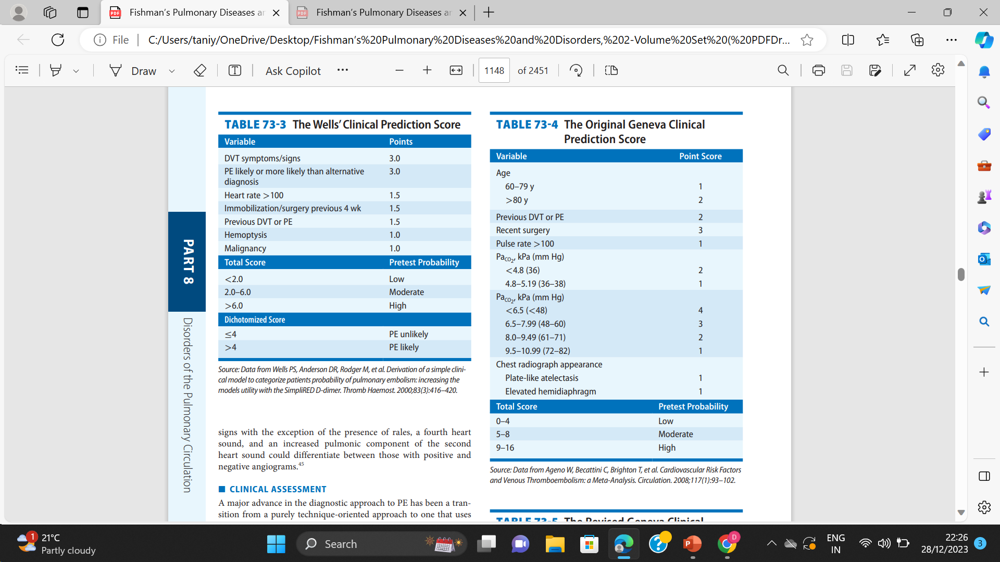 Fishman's Pulmonary Diseases ar
Fishman's Pulmonary Diseases ar
File
C:/Users/taniy/OneDrive/Desktop/Fishman's%20Pulmonary%20Diseases%20and%20Disorders,%202-Volume%20Set%20(%20PDFDr...
Draw
Ask Copilot
1148 of 2451
PART 8
Disorders of the Pulmonary Circulation
TABLE 73-3 The Wells' Clinical Prediction Score
Variable Points
DVT symptoms/signs 3.0
PE likely or more likely than alternative 3.0
diagnosis
Heart rate >100 1.5
Immobilization/surgery previous 4 wk 1.5
Previous DVT or PE 1.5
Hemoptysis 1.0
Malignancy 1.0
Total Score Pretest Probability
<2.0 Low
2.0–6.0 Moderate
>6.0 High
Dichotomized Score
≤4 PE unlikely
>4 PE likely
Source: Data from Wells PS, Anderson DR, Rodger M, et al. Derivation of a simple clini-
cal model to categorize patients probability of pulmonary embolism: increasing the
models utility with the SimpliRED D-dimer. Thromb Haemost. 2000;83(3):416–420.
signs with the exception of the presence of rales, a fourth heart
sound, and an increased pulmonic component of the second
heart sound could differentiate between those with positive and
negative angiograms.45
CLINICAL ASSESSMENT
A major advance in the diagnostic approach to PE has been a tran-
sition from a purely technique-oriented approach to one that uses
TABLE 73-4 The Original Geneva Clinical
Prediction Score
Variable Point Score
Age
60–79 y 1
>80 y 2
Previous DVT or PE 2
Recent surgery 3
Pulse rate >100 1
PaCO2, kPa (mm Hg)
<4.8 (36) 2
4.8–5.19 (36–38) 1
PaCO2, kPa (mm Hg)
<6.5 (<48) 4
6.5–7.99 (48–60) 3
8.0–9.49 (61–71) 2
9.5–10.99 (72–82) 1
Chest radiograph appearance
Plate-like atelectasis 1
Elevated hemidiaphragm 1
Total Score Pretest Probability
0–4 Low
5–8 Moderate
9–16 High
Source: Data from Ageno W, Becattini C, Brighton T, et al. Cardiovascular Risk Factors
and Venous Thromboembolism: a Meta-Analysis. Circulation. 2008;117(1):93–102.
TABLE 73-5 The Revised Geneva Clinical
1
21°C
Partly cloudy
Search
D
ENG
IN
22:26
28/12/2023
3